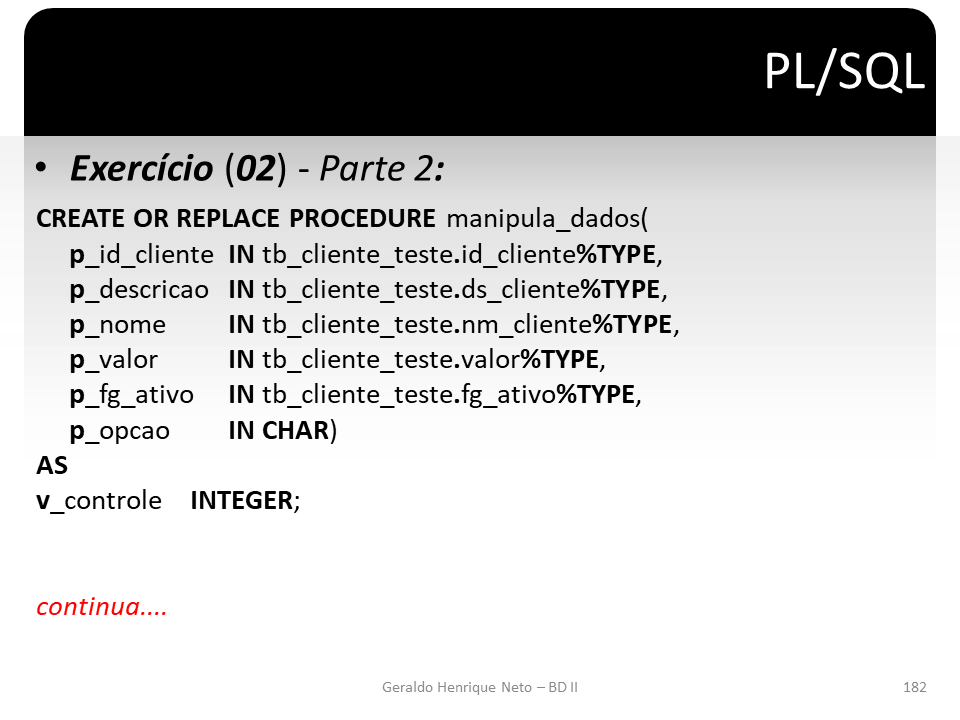 PL/SQL
• Exercício (02) - Parte 2:
CREATE OR REPLACE PROCEDURE manipula_dados(
p_id_cliente IN tb_cliente_teste.id_cliente%TYPE,
p_descricao IN tb_cliente_teste.ds_cliente%TYPE,
p_nome IN tb_cliente_teste.nm_cliente%TYPE,
p_valor IN tb_cliente_teste.valor%TYPE,
p_fg_ativo IN tb_cliente_teste.fg_ativo%TYPE,
p_opcao IN CHAR)
AS
v_controle INTEGER;
continua....
Geraldo Henrique Neto – BD II 182